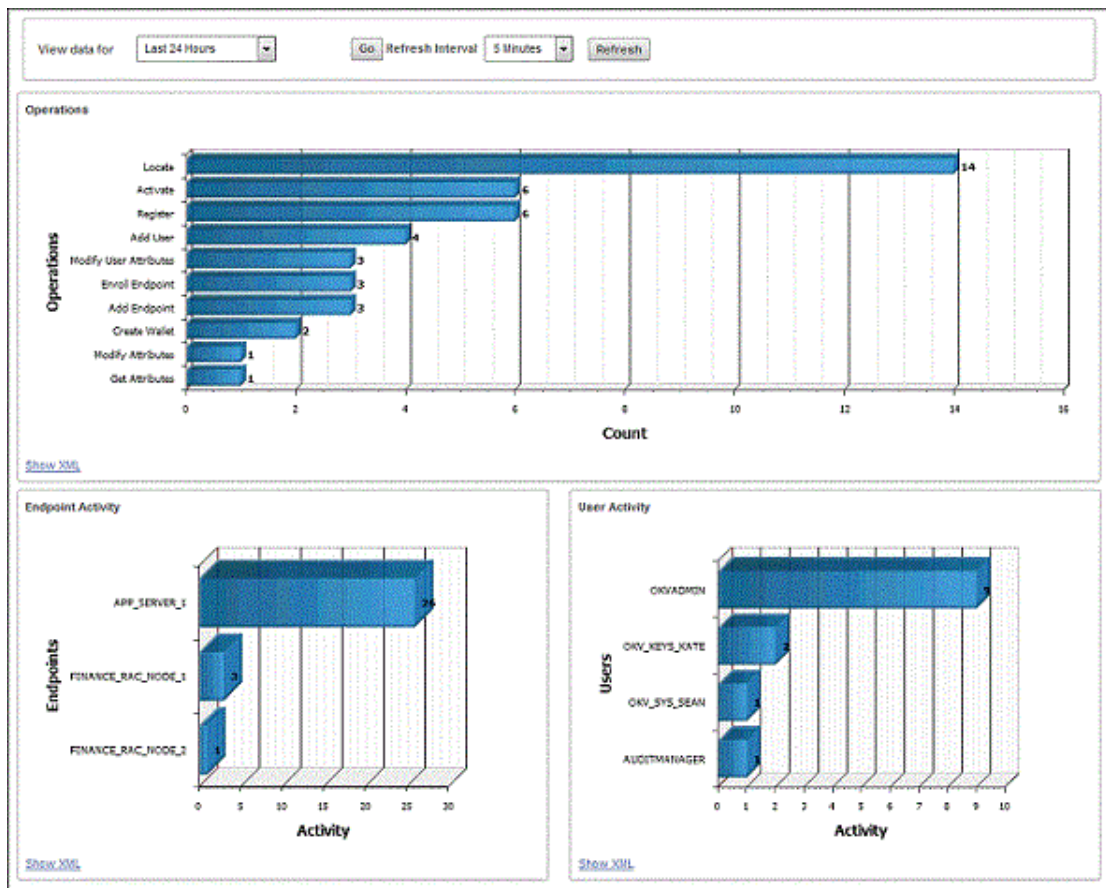 View data for Last 24 Hours Go Refresh Interval 5 Minutes Refresh
Operations
Operations
Locate 14
Activate 6
Register 6
Add User 4
Modify User Attributes 3
Enroll Endpoint 3
Add Endpoint 3
Create Wallet 2
Modify Attributes 1
Get Attributes 1
0 2 4 6 8 10 12 14 16
Count
Show XML
Endpoint Activity
Endpoints
APP_SERVER_1 26
FINANCE_RAC_NODE_1 3
FINANCE_RAC_NODE_2 1
0 5 10 15 20 25 30
Activity
Show XML
User Activity
Users
OKVADMIN 9
OKV_KEYS_KATE 2
OKV_SYS_SEAN 1
AUDITMANAGER 1
0 1 2 3 4 5 6 7 8 9 10
Activity
Show XML